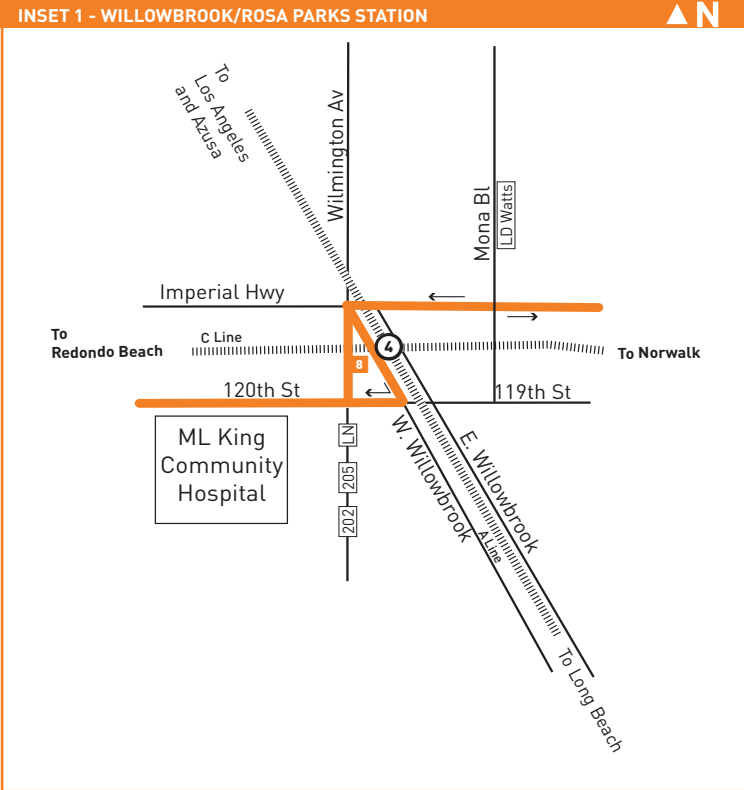 INSET 1 - WILLOWBROOK/ROSA PARKS STATION
N
To
Los Angeles
and Azusa
Wilmington Av
Mona Bl
LD Watts
Imperial Hwy
To
Redondo Beach
C Line
4
To Norwalk
8
120th St
119th St
ML King
Community
Hospital
LN
205
202
W. Willowbrook
E. Willowbrook
A Line
To Long Beach